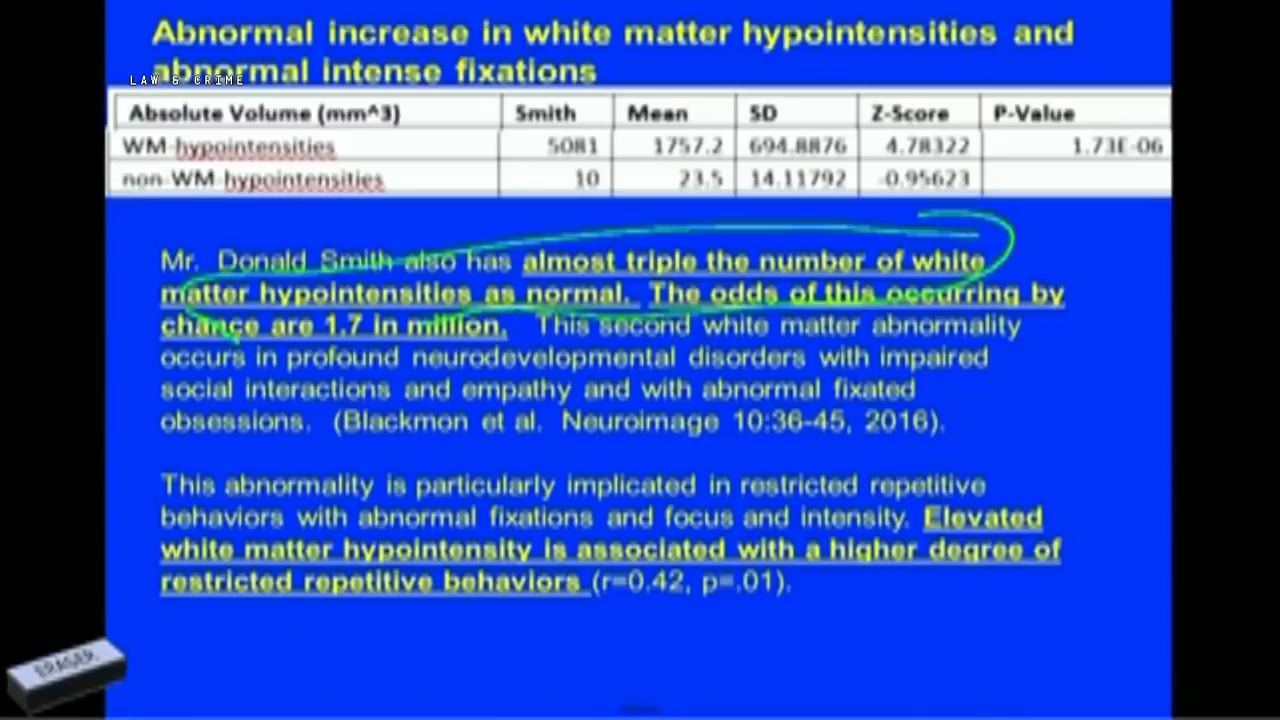 Abnormal increase in white matter hypointensities and
abnormal intense fixations
LAW & CRIME
Absolute Volume (mm^3) Smith Mean SD Z-Score P-Value
WM-hypointensities 5081 1757.2 694.8876 4.78322 1.73E-06
non-WM-hypointensities 10 23.5 14.11792 -0.95623
Mr. Donald Smith also has almost triple the number of white
matter hypointensities as normal. The odds of this occurring by
chance are 1.7 in million. This second white matter abnormality
occurs in profound neurodevelopmental disorders with impaired
social interactions and empathy and with abnormal fixated
obsessions. (Blackmon et al. Neuroimage 10:36-45, 2016).
This abnormality is particularly implicated in restricted repetitive
behaviors with abnormal fixations and focus and intensity. Elevated
white matter hypointensity is associated with a higher degree of
restricted repetitive behaviors (r=0.42, p=.01).
ERASER